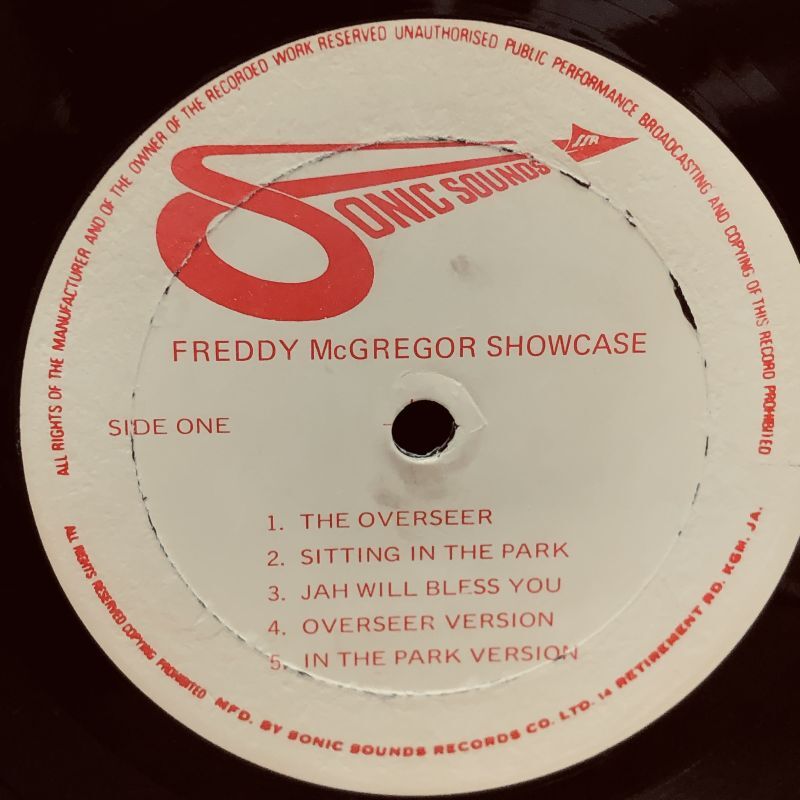 ALL RIGHTS OF THE MANUFACTURER AND OF THE OWNER OF THE RECORDED WORK RESERVED UNAUTHORISED PUBLIC PERFORMANCE BROADCASTING AND COPYING OF THIS RECORD PROHIBITED
SSR
SONIC SOUNDS
FREDDY McGREGOR SHOWCASE
SIDE ONE
1. THE OVERSEER
2. SITTING IN THE PARK
3. JAH WILL BLESS YOU
4. OVERSEER VERSION
5. IN THE PARK VERSION
ALL RIGHTS RESERVED COPYING PROHIBITED MFD. BY SONIC SOUNDS RECORDS CO. LTD. 14 RETIREMENT RD. KGN. JA.